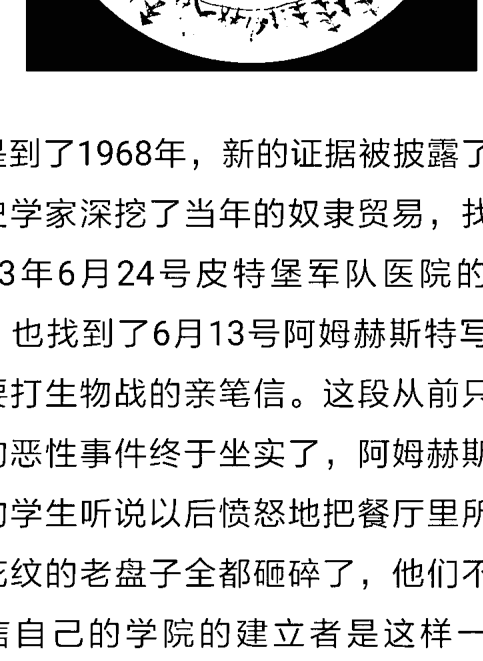 到了1968年，新的证据被披露了
学家深挖了当年的奴隶贸易，找
3年6月24号皮特堡军队医院的
也找到了6月13号阿姆赫斯特写
要打生物战的亲笔信。这段从前只
的恶性事件终于坐实了，阿姆赫斯
的学生听说以后愤怒地把餐厅里所
花纹的老盘子全都砸碎了，他们不
信自己的学院的建立者是这样一